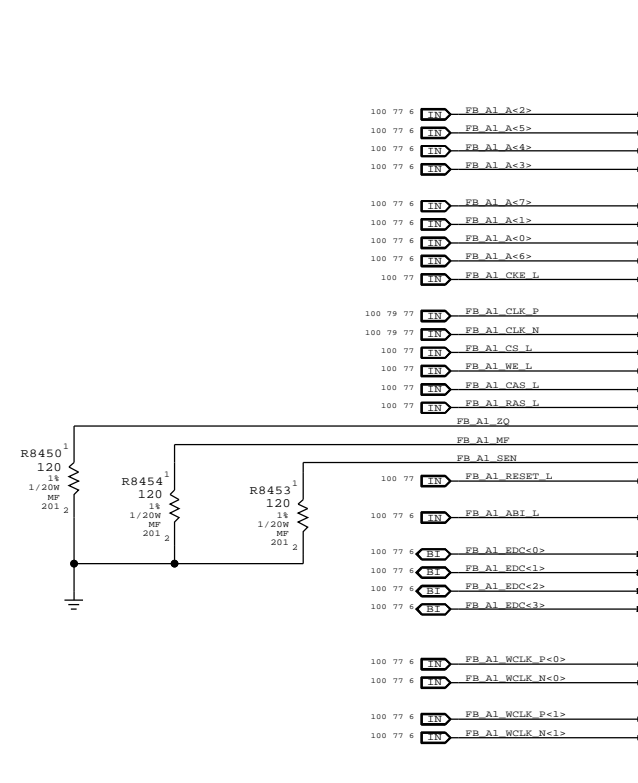 100 77 6 IN FB_A1_A<2>
100 77 6 IN FB_A1_A<5>
100 77 6 IN FB_A1_A<4>
100 77 6 IN FB_A1_A<3>
100 77 6 IN FB_A1_A<7>
100 77 6 IN FB_A1_A<1>
100 77 6 IN FB_A1_A<0>
100 77 6 IN FB_A1_A<6>
100 77 IN FB_A1_CKE_L
100 79 77 IN FB_A1_CLK_P
100 79 77 IN FB_A1_CLK_N
100 77 IN FB_A1_CS_L
100 77 IN FB_A1_WE_L
100 77 IN FB_A1_CAS_L
100 77 IN FB_A1_RAS_L
FB_A1_ZQ
FB_A1_MF
FB_A1_SEN
1
R8450
120
1%
1/20W
MF
201
2
1
R8454
120
1%
1/20W
MF
201
2
1
R8453
120
1%
1/20W
MF
201
2
100 77 IN FB_A1_RESET_L
100 77 6 IN FB_A1_ABI_L
100 77 6 BI FB_A1_EDC<0>
100 77 6 BI FB_A1_EDC<1>
100 77 6 BI FB_A1_EDC<2>
100 77 6 BI FB_A1_EDC<3>
100 77 6 IN FB_A1_WCLK_P<0>
100 77 6 IN FB_A1_WCLK_N<0>
100 77 6 IN FB_A1_WCLK_P<1>
100 77 6 IN FB_A1_WCLK_N<1>